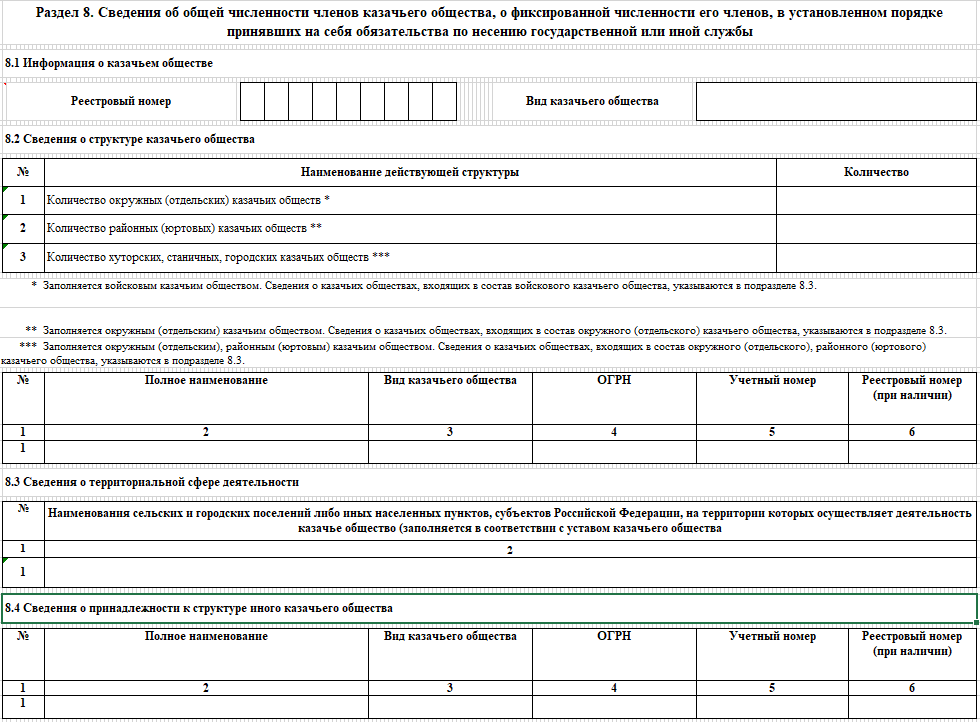 Раздел 8. Сведения об общей численности членов казачьего общества, о фиксированной численности его членов, в установленном порядке
принявших на себя обязательства по несению государственной или иной службы
8.1 Информация о казачьем обществе
Реестровый номер
Вид казачьего общества
8.2 Сведения о структуре казачьего общества
№ Наименование действующей структуры Количество
1 Количество окружных (отдельских) казачьих обществ *
2 Количество районных (юртовых) казачьих обществ **
3 Количество хуторских, станичных, городских казачьих обществ ***
* Заполняется войсковым казачьим обществом. Сведения о казачьих обществах, входящих в состав войскового казачьего общества, указываются в подразделе 8.3.
** Заполняется окружным (отдельским) казачьим обществом. Сведения о казачьих обществах, входящих в состав окружного (отдельского) казачьего общества, указываются в подразделе 8.3.
*** Заполняется окружным (отдельским), районным (юртовым) казачьим обществом. Сведения о казачьих обществах, входящих в состав окружного (отдельского), районного (юртового)
казачьего общества, указываются в подразделе 8.3.
№ Полное наименование Вид казачьего общества ОГРН Учетный номер Реестровый номер
(при наличии)
1 2 3 4 5 6
1
8.3 Сведения о территориальной сфере деятельности
№ Наименования сельских и городских поселений либо иных населенных пунктов, субъектов Российской Федерации, на территории которых осуществляет деятельность
казачье общество (заполняется в соответствии с уставом казачьего общества
1 2
1
8.4 Сведения о принадлежности к структуре иного казачьего общества
№ Полное наименование Вид казачьего общества ОГРН Учетный номер Реестровый номер
(при наличии)
1 2 3 4 5 6
1